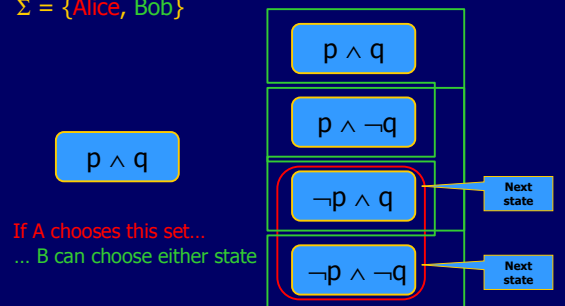 Σ = {Alice, Bob}
p ∧ q
p ∧ ¬q
p ∧ q
¬p ∧ q
Next
state
If A chooses this set…
… B can choose either state
¬p ∧ ¬q
Next
state